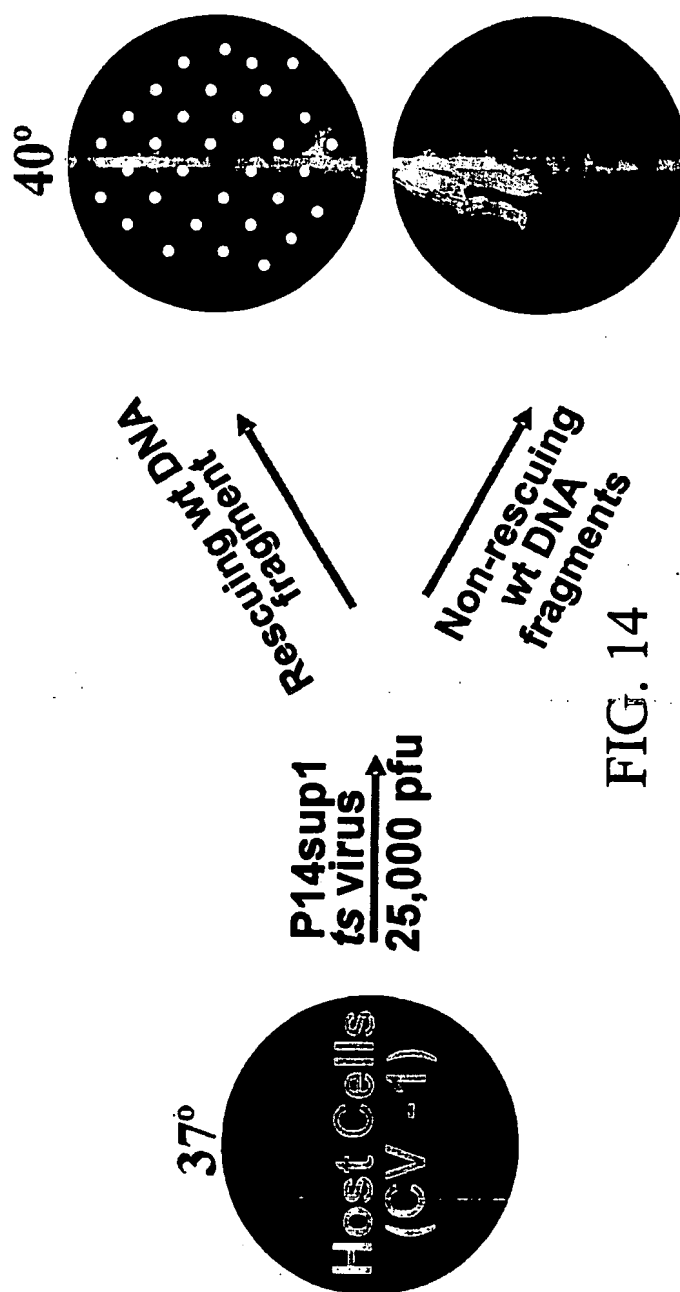 37°
Host Cells
(CV -1)
P14sup1
ts virus
25,000 pfu
Rescuing wt DNA
fragment
Non-rescuing
wt DNA
fragments
40°
FIG. 14